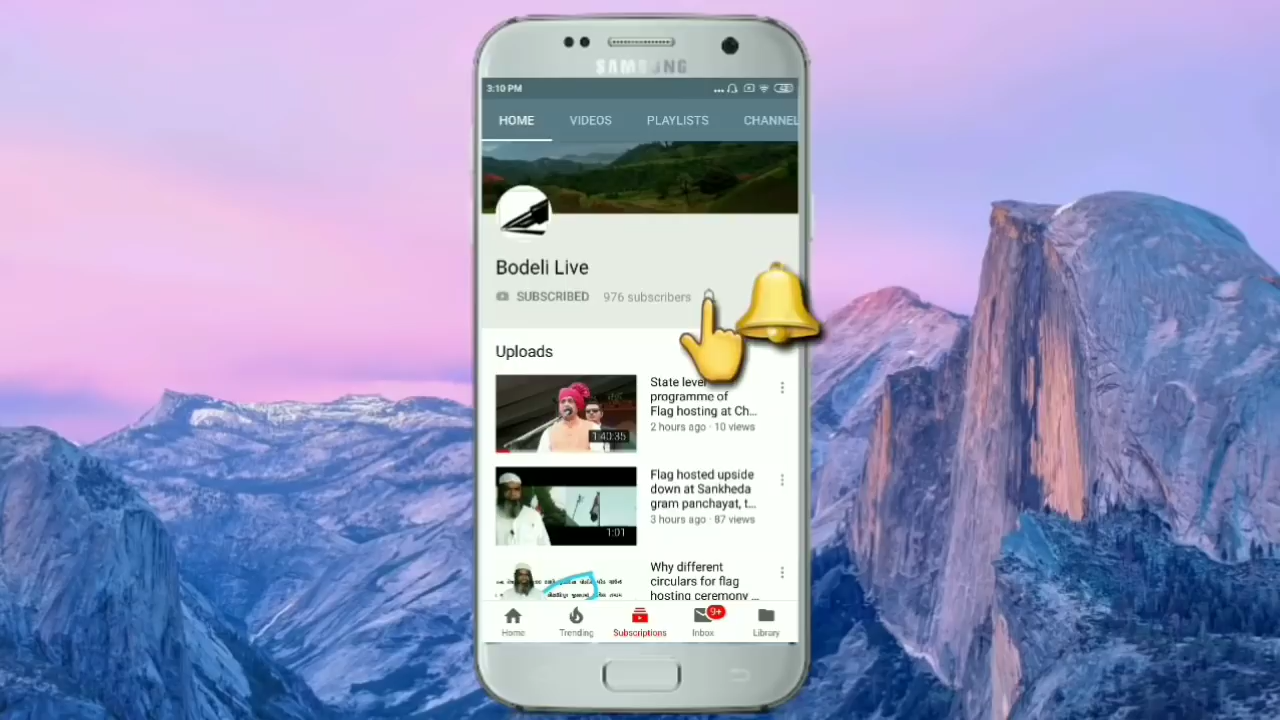 SAMSUNG
3:10 PM
HOME VIDEOS PLAYLISTS CHANNEL
Bodeli Live
SUBSCRIBED 976 subscribers
Uploads
State level
programme of
Flag hosting at Ch...
2 hours ago · 10 views
1:40:35
Flag hosted upside
down at Sankheda
gram panchayat, t...
3 hours ago · 87 views
1:01
Why different
circulars for flag
hosting ceremony ...
9+
Home Trending Subscriptions Inbox Library